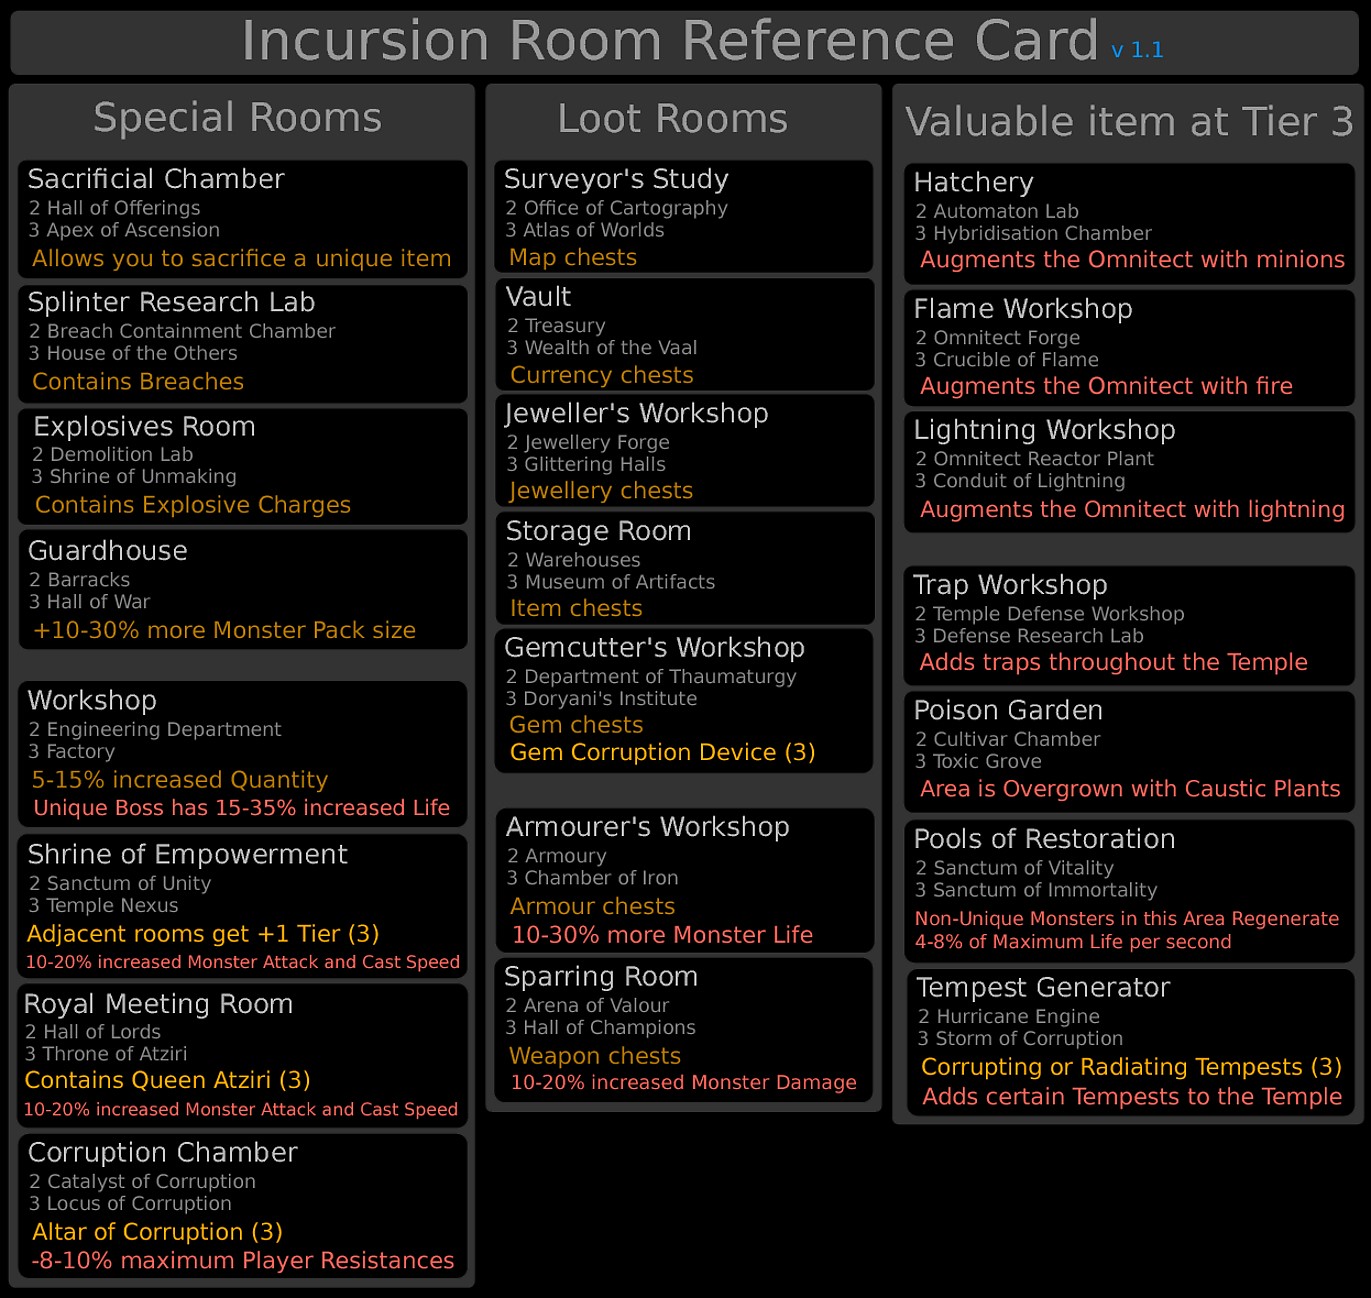 Incursion Room Reference Card v 1.1
Special Rooms
Sacrificial Chamber
2 Hall of Offerings
3 Apex of Ascension
Allows you to sacrifice a unique item
Splinter Research Lab
2 Breach Containment Chamber
3 House of the Others
Contains Breaches
Explosives Room
2 Demolition Lab
3 Shrine of Unmaking
Contains Explosive Charges
Guardhouse
2 Barracks
3 Hall of War
+10-30% more Monster Pack size
Workshop
2 Engineering Department
3 Factory
5-15% increased Quantity
Unique Boss has 15-35% increased Life
Shrine of Empowerment
2 Sanctum of Unity
3 Temple Nexus
Adjacent rooms get +1 Tier (3)
10-20% increased Monster Attack and Cast Speed
Royal Meeting Room
2 Hall of Lords
3 Throne of Atziri
Contains Queen Atziri (3)
10-20% increased Monster Attack and Cast Speed
Corruption Chamber
2 Catalyst of Corruption
3 Locus of Corruption
Altar of Corruption (3)
-8-10% maximum Player Resistances
Loot Rooms
Surveyor's Study
2 Office of Cartography
3 Atlas of Worlds
Map chests
Vault
2 Treasury
3 Wealth of the Vaal
Currency chests
Jeweller's Workshop
2 Jewellery Forge
3 Glittering Halls
Jewellery chests
Storage Room
2 Warehouses
3 Museum of Artifacts
Item chests
Gemcutter's Workshop
2 Department of Thaumaturgy
3 Doryani's Institute
Gem chests
Gem Corruption Device (3)
Armourer's Workshop
2 Armoury
3 Chamber of Iron
Armour chests
10-30% more Monster Life
Sparring Room
2 Arena of Valour
3 Hall of Champions
Weapon chests
10-20% increased Monster Damage
Valuable item at Tier 3
Hatchery
2 Automaton Lab
3 Hybridisation Chamber
Augments the Omnitect with minions
Flame Workshop
2 Omnitect Forge
3 Crucible of Flame
Augments the Omnitect with fire
Lightning Workshop
2 Omnitect Reactor Plant
3 Conduit of Lightning
Augments the Omnitect with lightning
Trap Workshop
2 Temple Defense Workshop
3 Defense Research Lab
Adds traps throughout the Temple
Poison Garden
2 Cultivar Chamber
3 Toxic Grove
Area is Overgrown with Caustic Plants
Pools of Restoration
2 Sanctum of Vitality
3 Sanctum of Immortality
Non-Unique Monsters in this Area Regenerate
4-8% of Maximum Life per second
Tempest Generator
2 Hurricane Engine
3 Storm of Corruption
Corrupting or Radiating Tempests (3)
Adds certain Tempests to the Temple